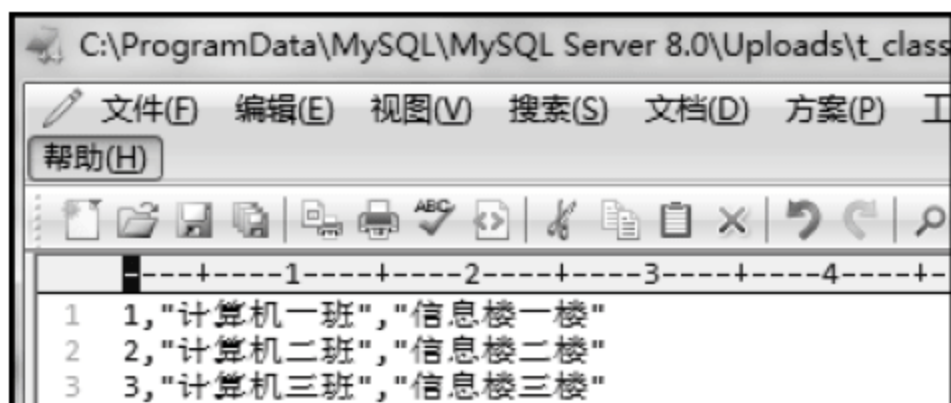 C:\ProgramData\MySQL\MySQL Server 8.0\Uploads\t_class
文件(F) 编辑(E) 视图(V) 搜索(S) 文档(D) 方案(P) 工
帮助(H)
ABC
----+----1----+----2----+----3----+----4----+-
1 1,"计算机一班","信息楼一楼"
2 2,"计算机二班","信息楼二楼"
3 3,"计算机三班","信息楼三楼"